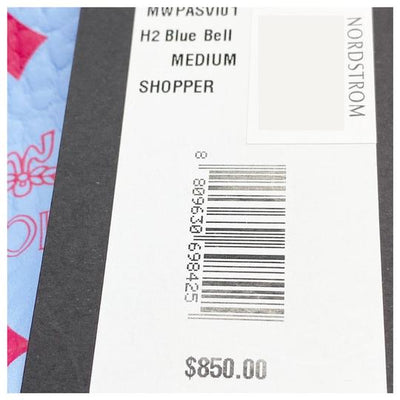 MWPASVI01
H2 Blue Bell
MEDIUM
SHOPPER
NORDSTROM
8 809630 698425
$850.00